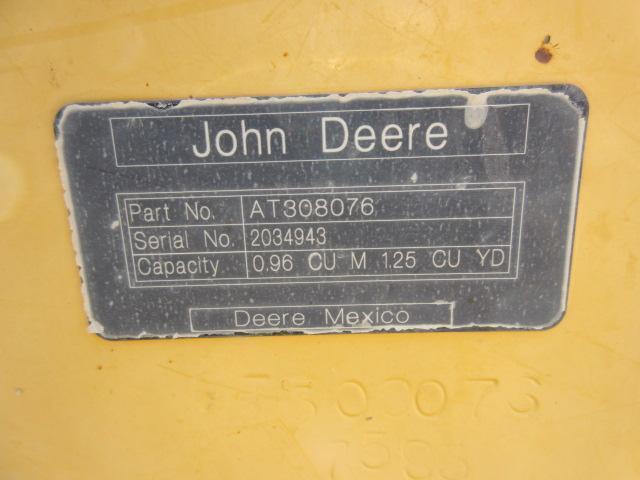 John Deere
Part No. AT308076
Serial No. 2034943
Capacity 0.96 CU M 1.25 CU YD
Deere Mexico